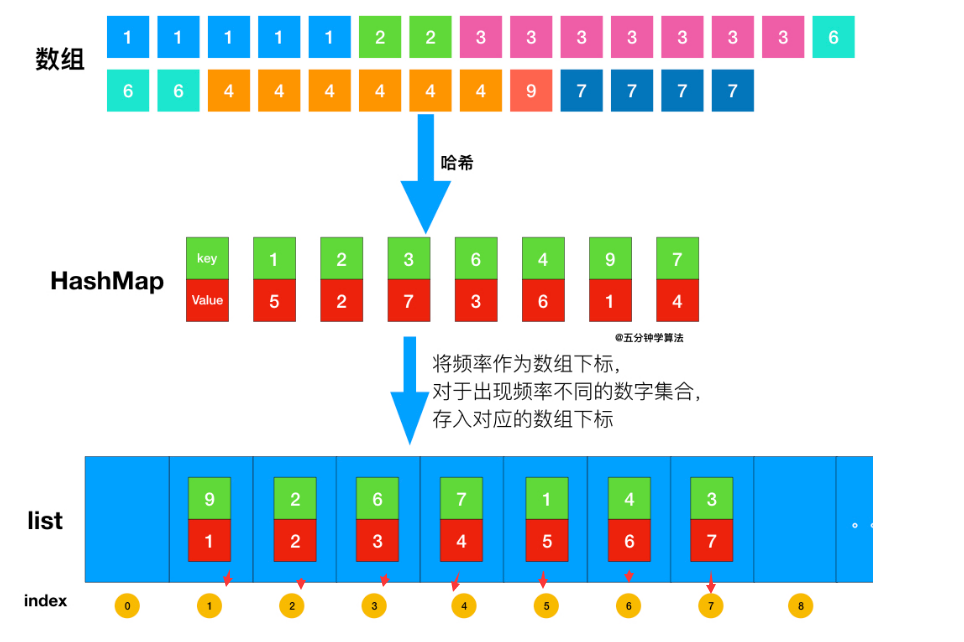 1 1 1 1 1 2 2 3 3 3 3 3 3 3 6
数组
6 6 4 4 4 4 4 4 9 7 7 7 7
哈希
key 1 2 3 6 4 9 7
HashMap
Value 5 2 7 3 6 1 4
@五分钟学算法
将频率作为数组下标,
对于出现频率不同的数字集合,
存入对应的数组下标
9 2 6 7 1 4 3
list
1 2 3 4 5 6 7
index 0 1 2 3 4 5 6 7 8